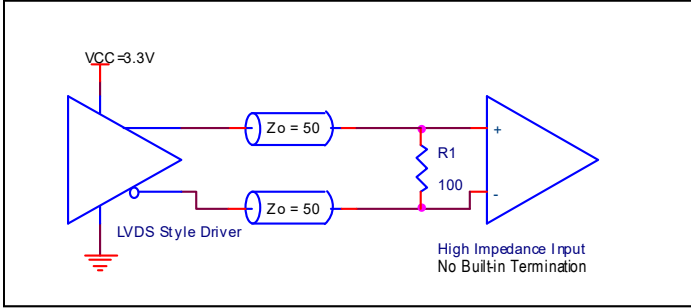 VCC=3.3V
Zo = 50
+
R1
100
-
Zo = 50
LVDS Style Driver
High Impedance Input
No Built-in Termination